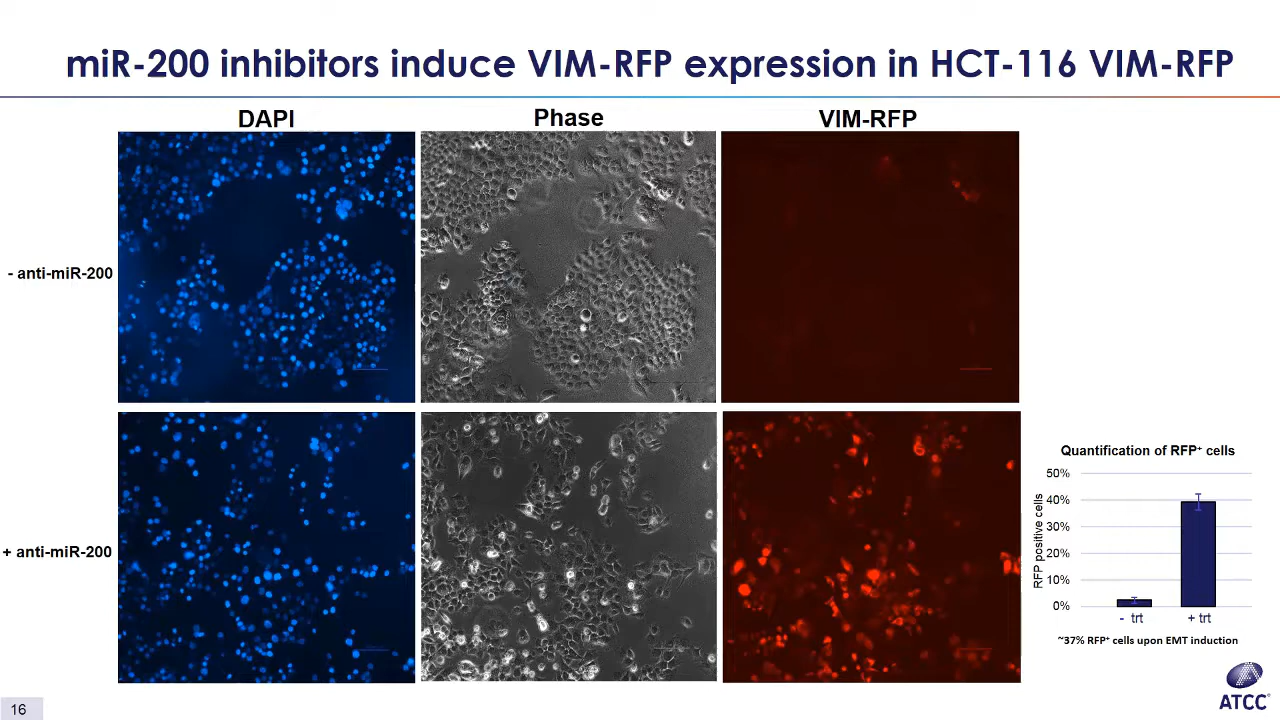 miR-200 inhibitors induce VIM-RFP expression in HCT-116 VIM-RFP
DAPI
Phase
VIM-RFP
- anti-miR-200
+ anti-miR-200
Quantification of RFP⁺ cells
RFP positive cells
50%
40%
30%
20%
10%
0%
- trt
+ trt
~37% RFP⁺ cells upon EMT induction
16
ATCC®